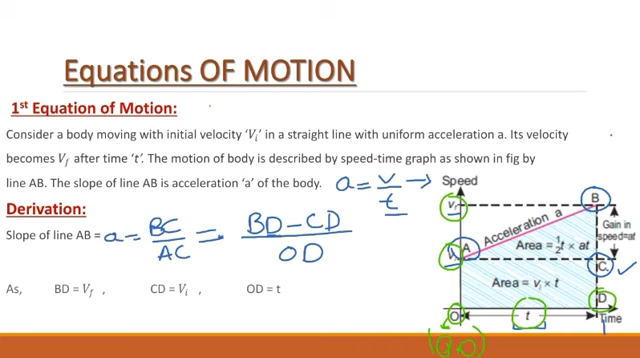 Equations OF MOTION
1st Equation of Motion:
Consider a body moving with initial velocity 'Vi' in a straight line with uniform acceleration a. Its velocity
becomes Vf after time 't'. The motion of body is described by speed-time graph as shown in fig by
line AB. The slope of line AB is acceleration 'a' of the body.
a = v/t →
Derivation:
Slope of line AB = a = BC/AC = BD - CD/OD
As, BD = Vf , CD = Vi , OD = t
Speed
vf
B
Acceleration a
Gain in
speed=at
A
Area = ½ t × at
C
Area = vi × t
D
O
t
Time